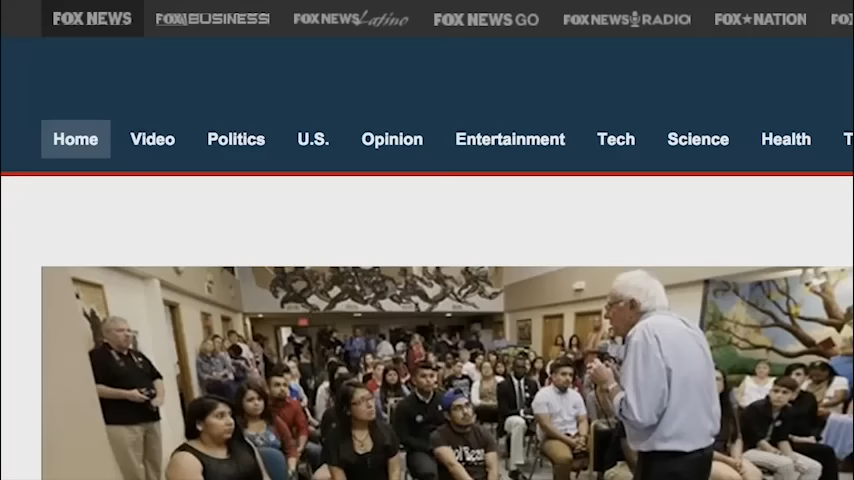 FOX NEWS FOX BUSINESS FOX NEWS Latino FOX NEWS GO FOX NEWS RADIO FOX★NATION
Home Video Politics U.S. Opinion Entertainment Tech Science Health